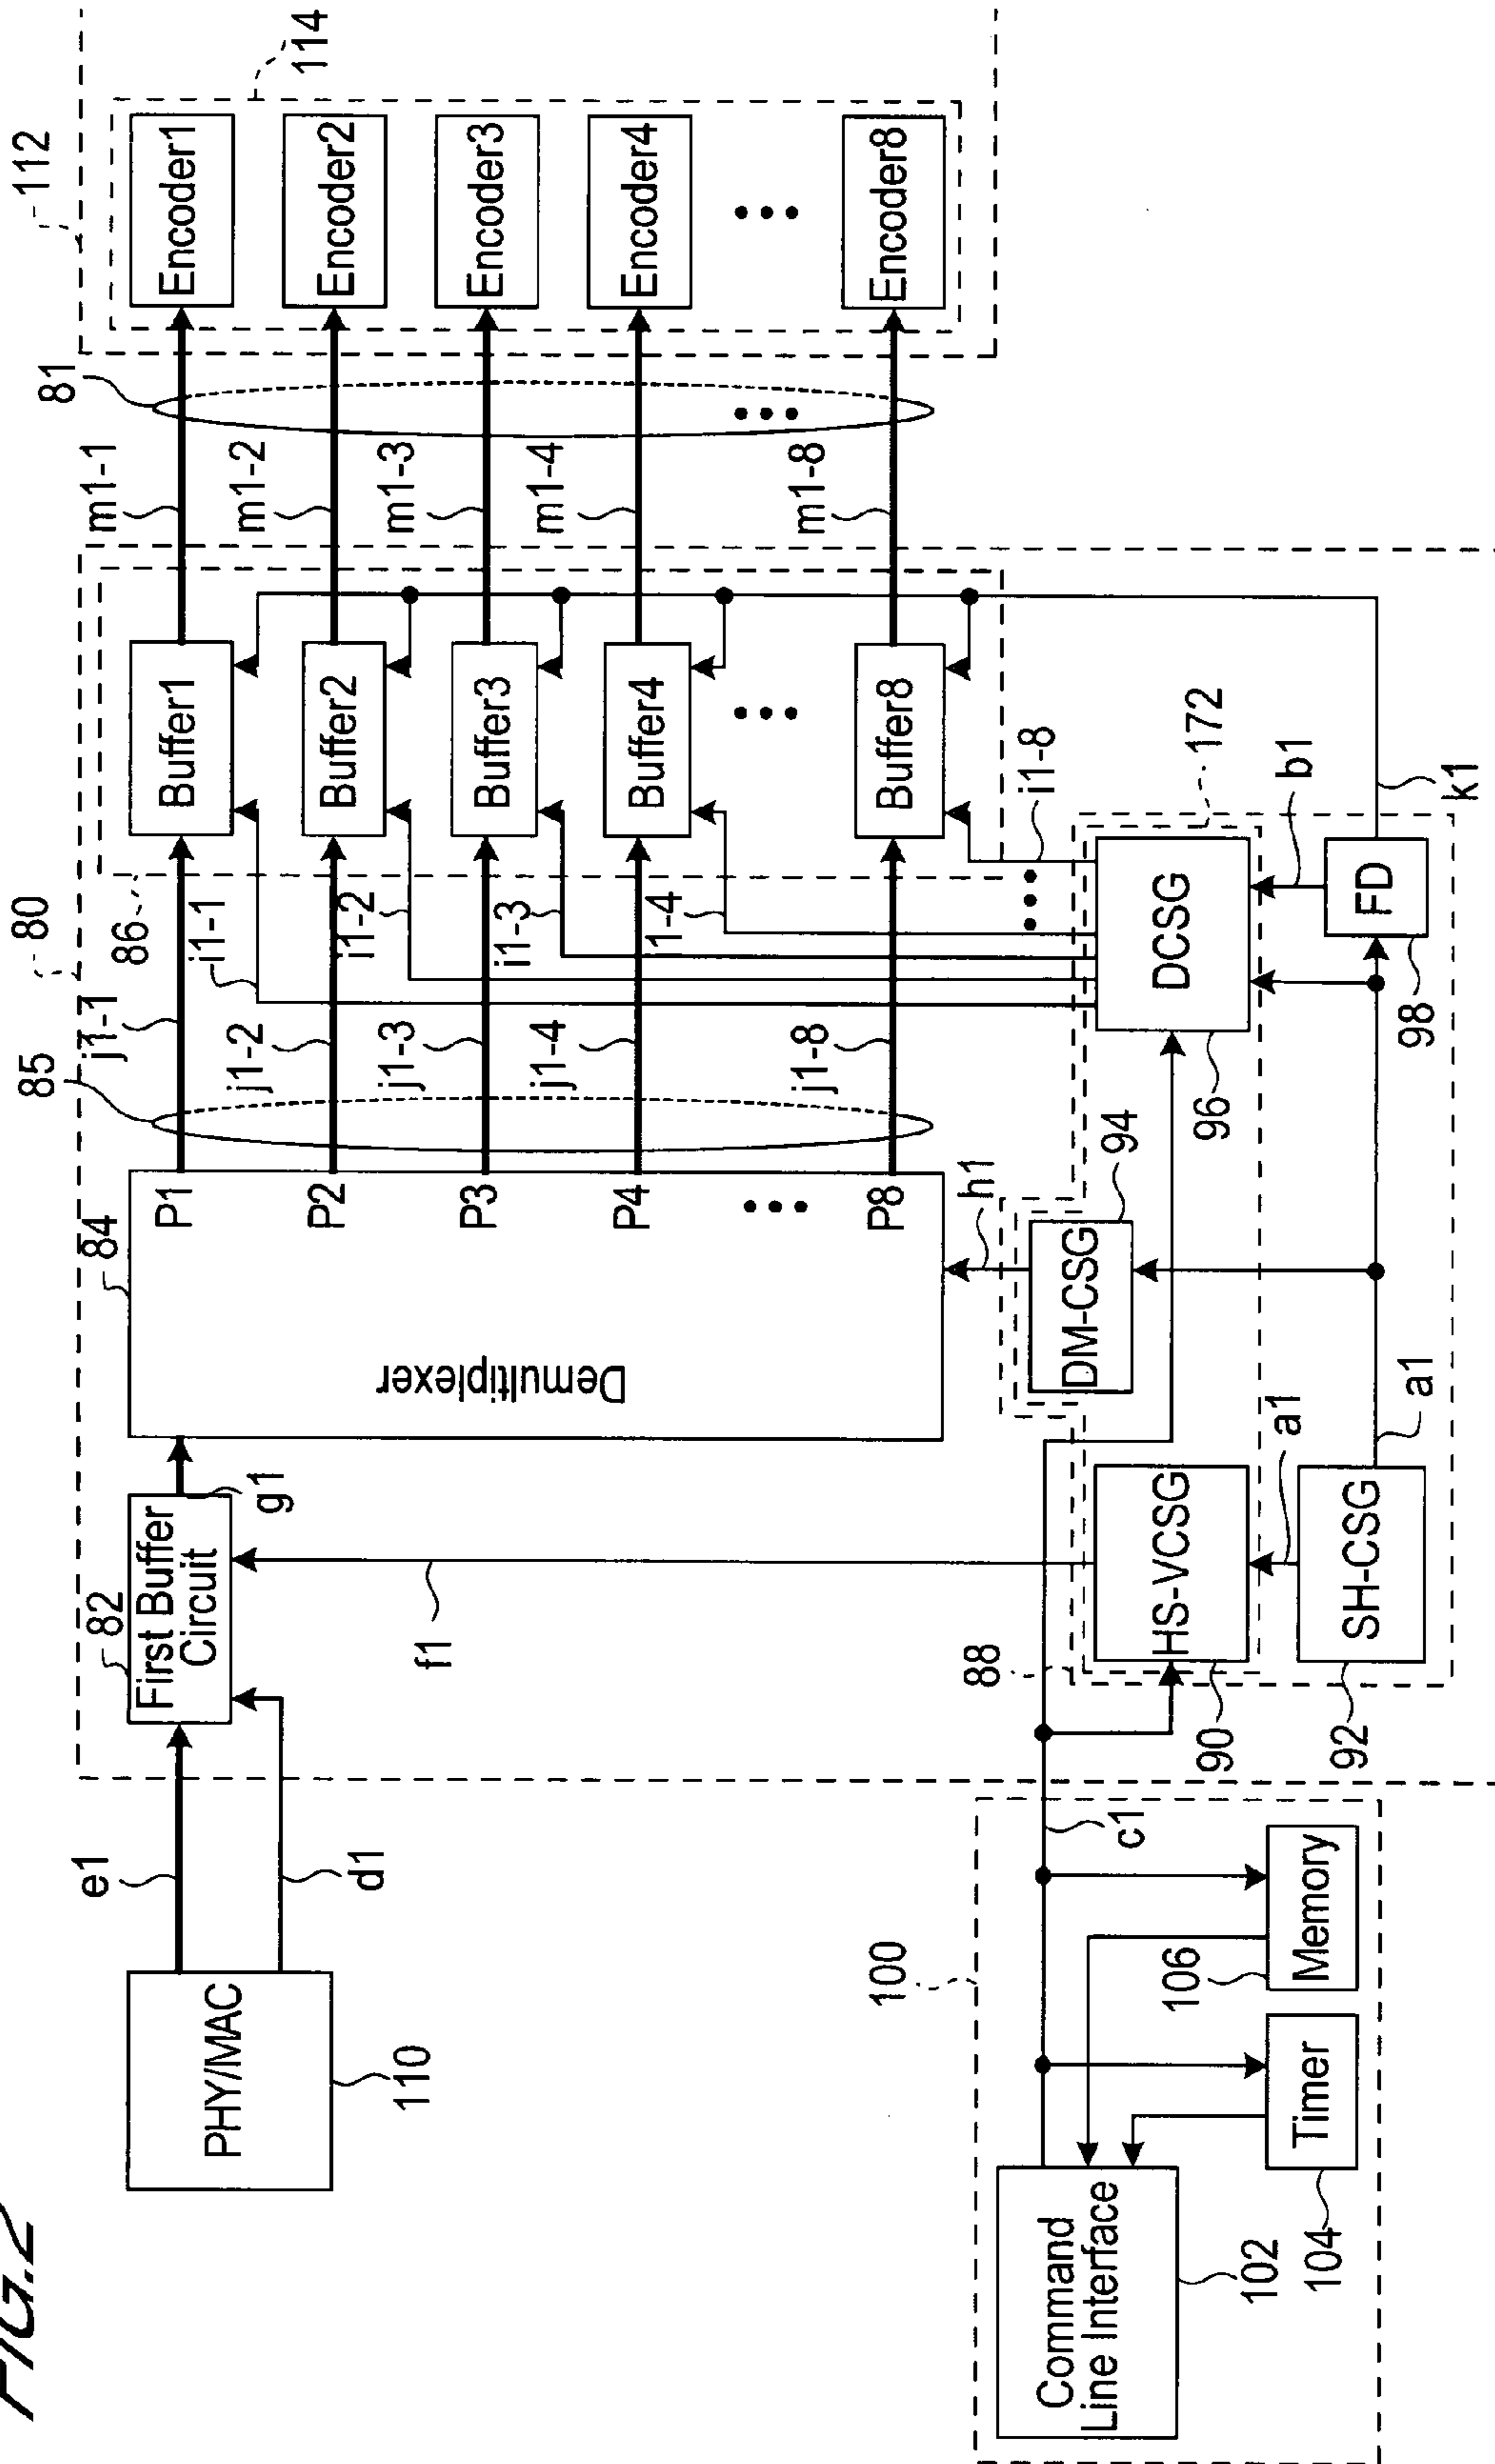 FIG.2
PHY/MAC
110
e1
d1
82
First Buffer
Circuit
g1
f1
84
Demultiplexer
P1
P2
P3
P4
•••
P8
85
j1-1
j1-2
j1-3
j1-4
j1-8
80
86
i1-1
i1-2
i1-3
i1-4
•••
i1-8
Buffer1
Buffer2
Buffer3
Buffer4
•••
Buffer8
m1-1
m1-2
m1-3
m1-4
m1-8
81
•••
112
114
Encoder1
Encoder2
Encoder3
Encoder4
•••
Encoder8
h1
DM-CSG
94
88
HS-VCSG
90
a1
SH-CSG
92
a1
DCSG
96
172
b1
FD
98
k1
100
c1
Command
Line Interface
102
Timer
104
Memory
106